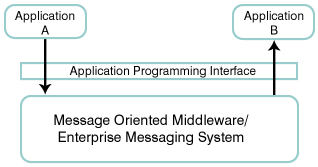 Application
A
Application
B
Application Programming Interface
Message Oriented Middleware/
Enterprise Messaging System